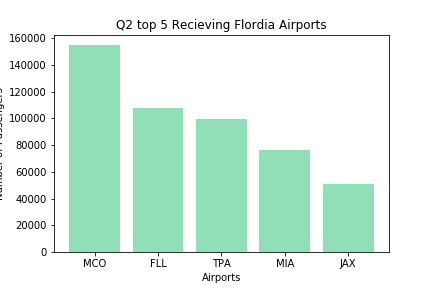 Q2 top 5 Recieving Flordia Airports
Number of Passengers
160000
140000
120000
100000
80000
60000
40000
20000
0
MCO FLL TPA MIA JAX
Airports